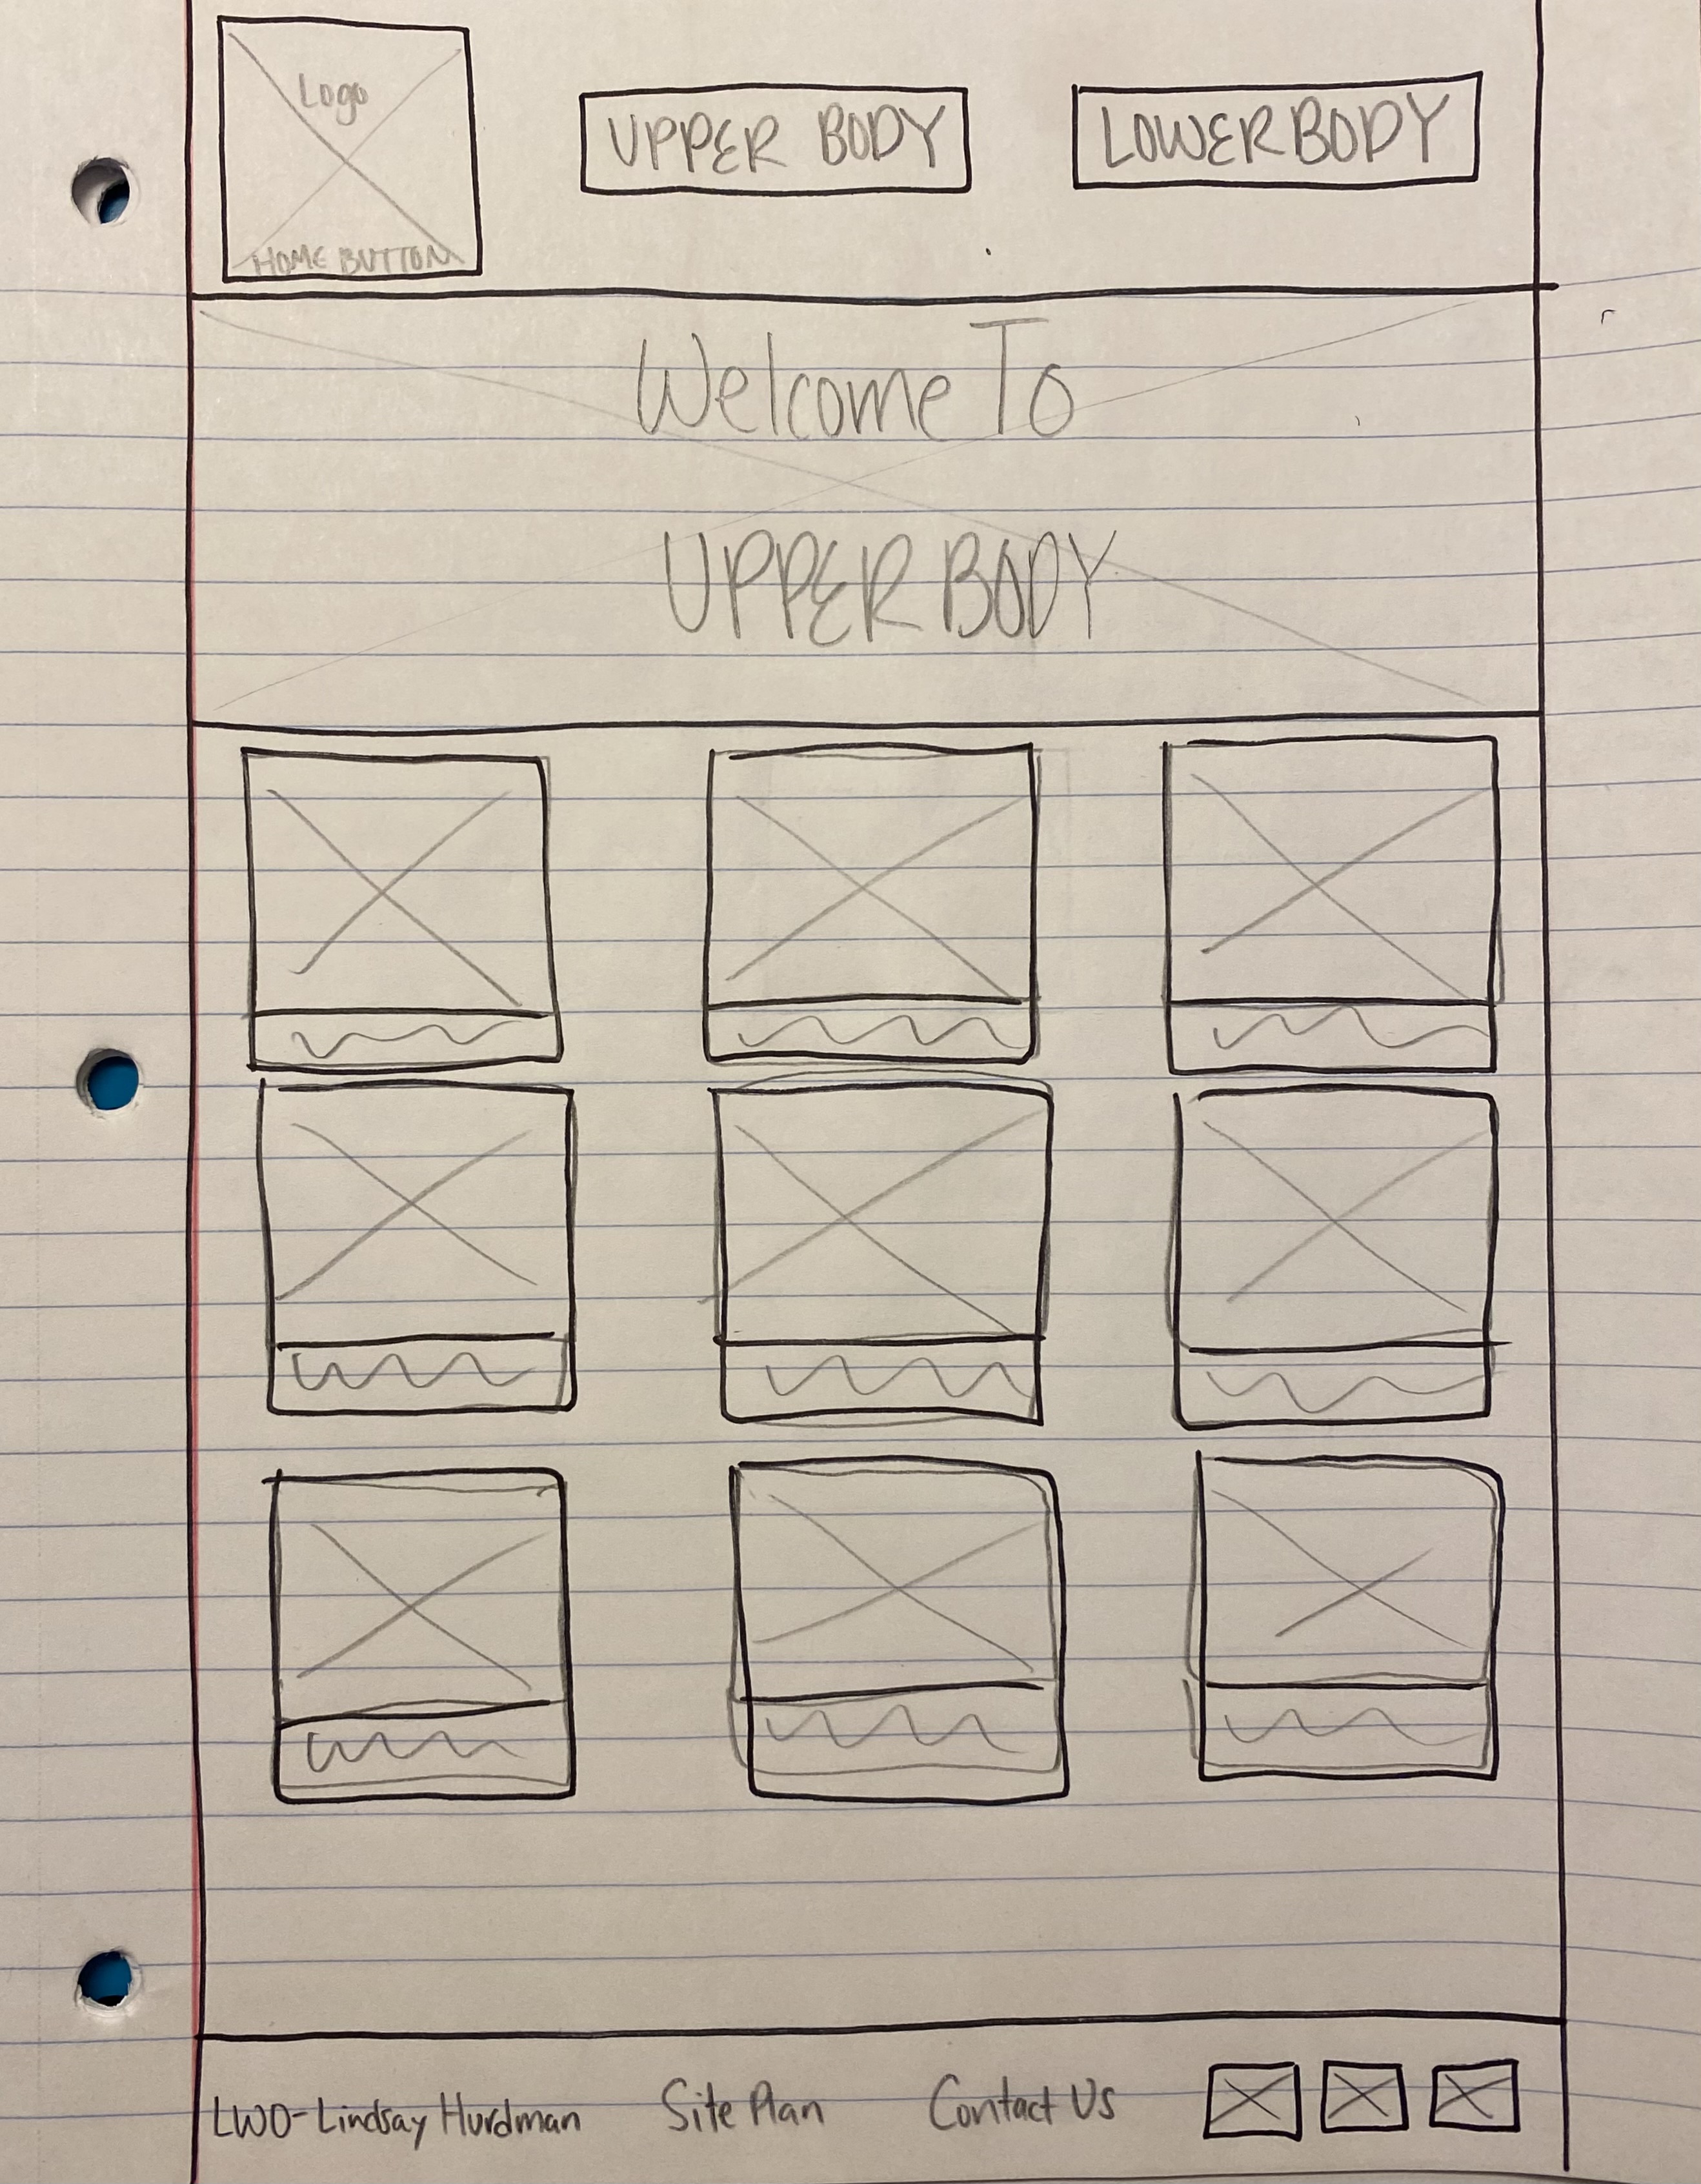 Logo
HOME BUTTON
UPPER BODY
LOWER BODY
Welcome To
UPPER BODY
LWO-Lindsay Hurdman
Site Plan
Contact Us